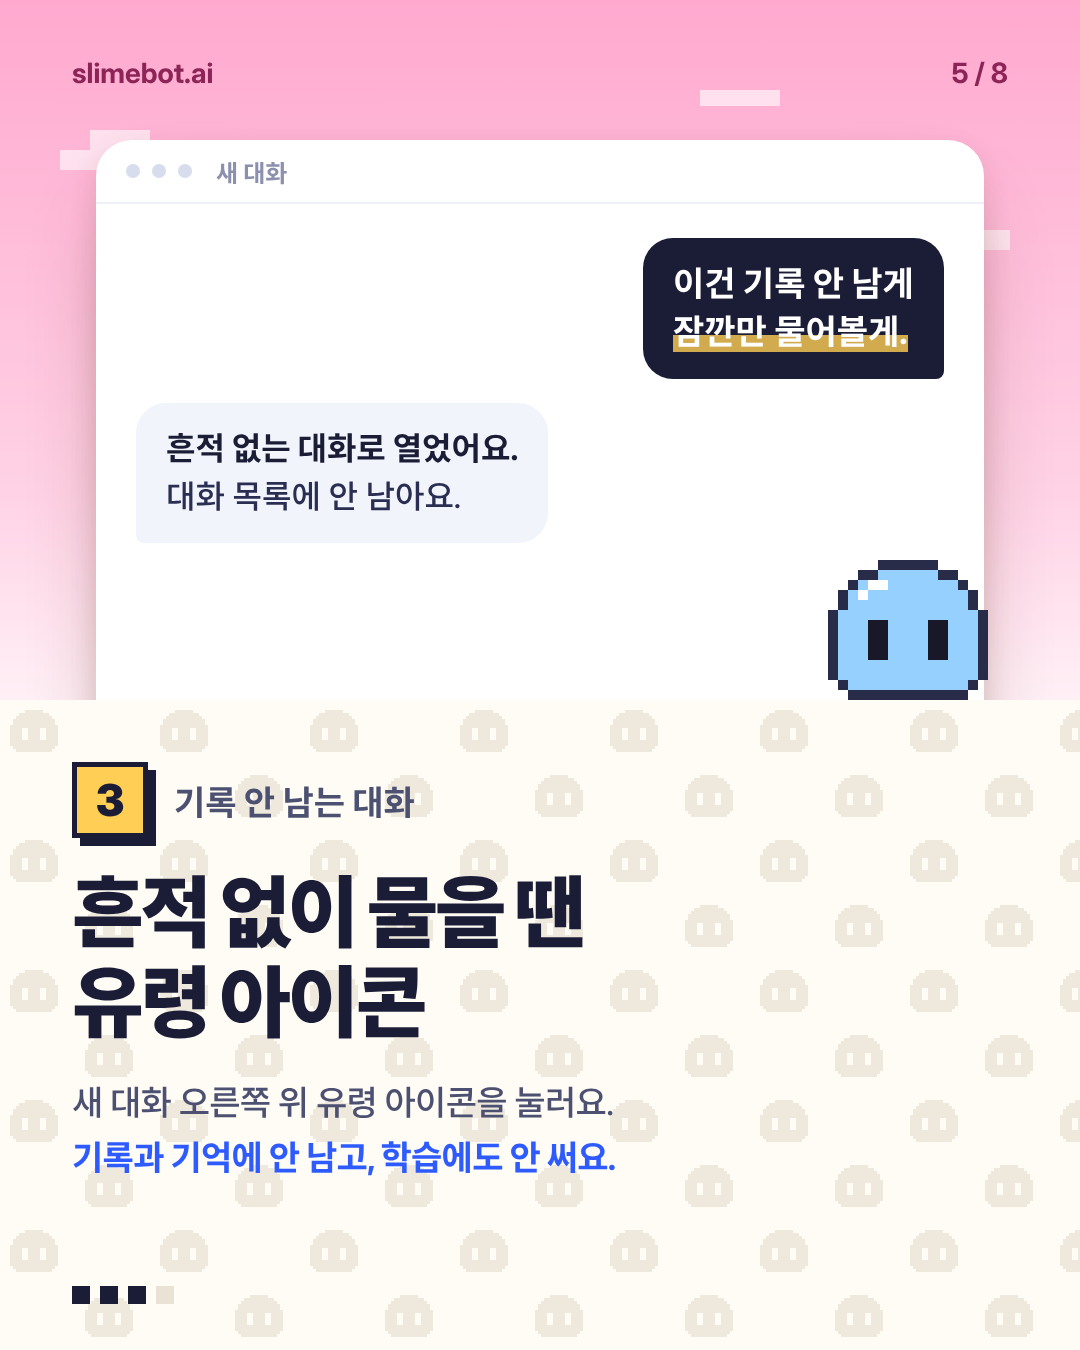 slimebot.ai
5 / 8
새 대화
이건 기록 안 남게
잠깐만 물어볼게.
흔적 없는 대화로 열었어요.
대화 목록에 안 남아요.
3
기록 안 남는 대화
흔적 없이 물을 땐
유령 아이콘
새 대화 오른쪽 위 유령 아이콘을 눌러요.
기록과 기억에 안 남고, 학습에도 안 써요.